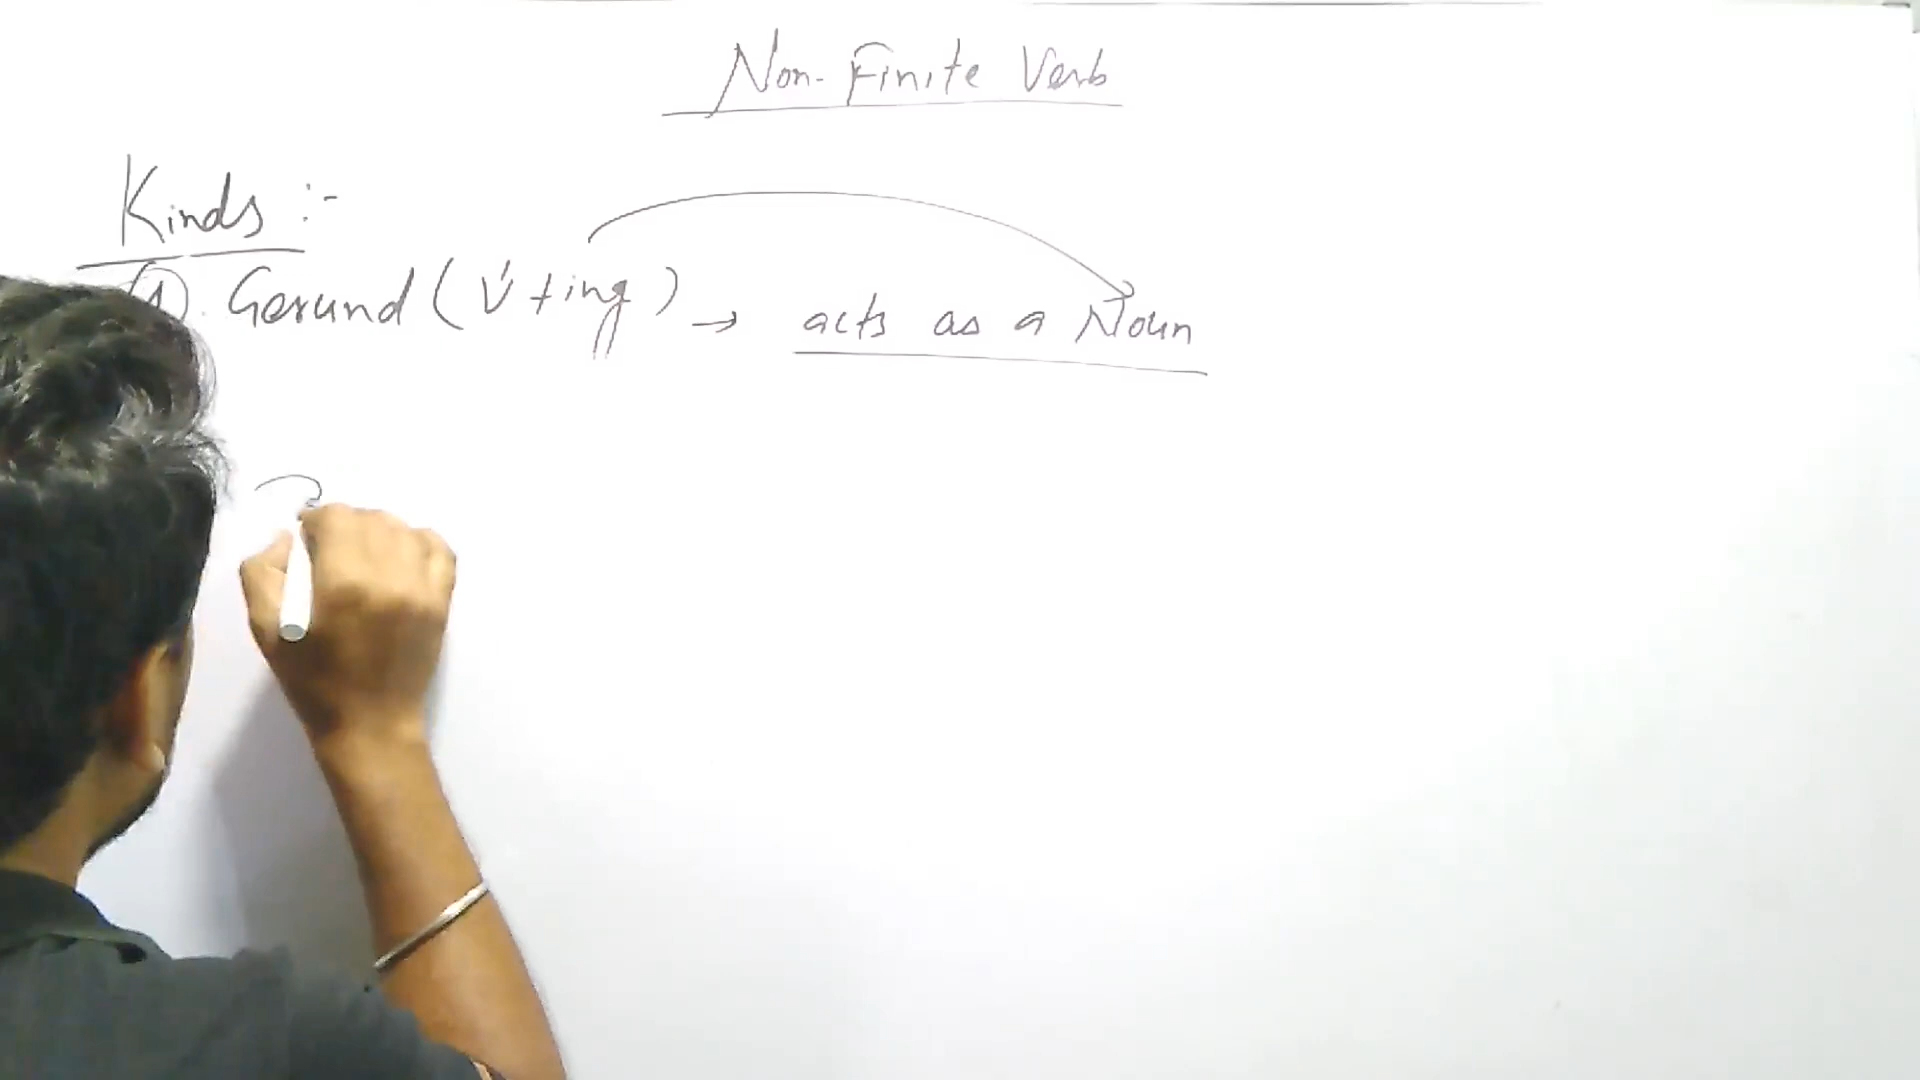 Non-Finite Verb
Kinds :-
(1). Gerund (V + ing) → acts as a Noun